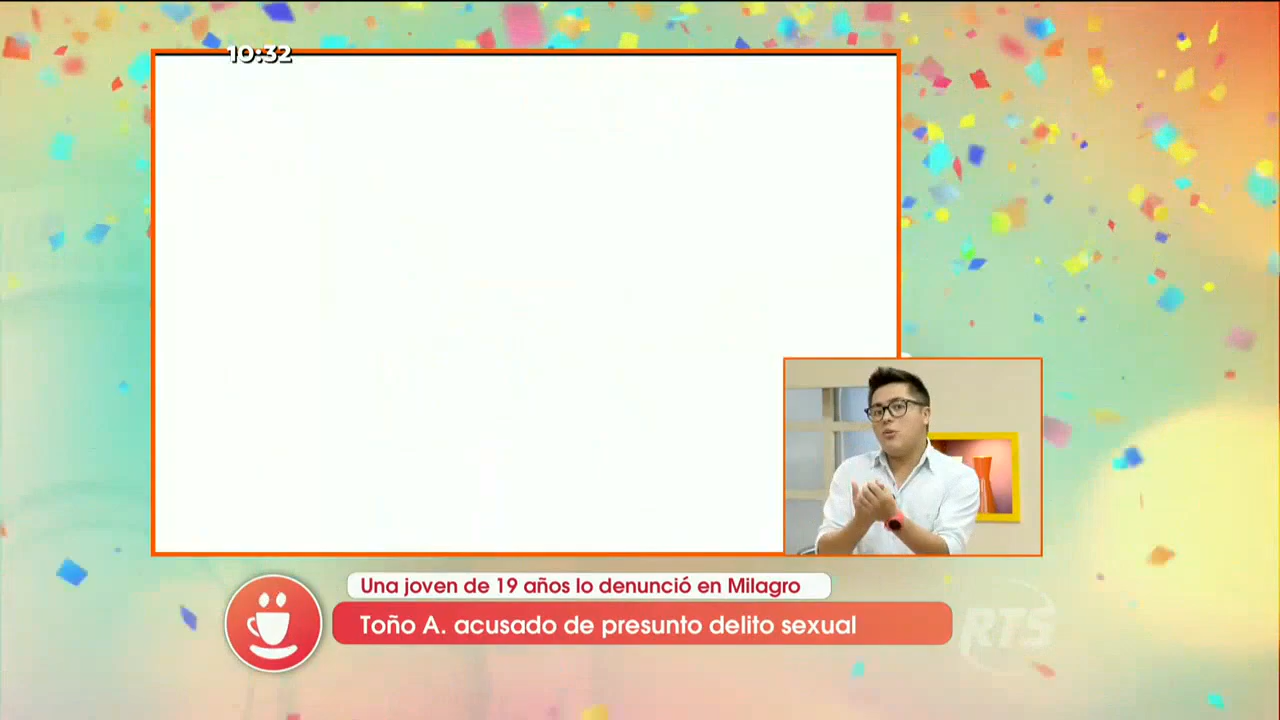 10:32
Una joven de 19 años lo denunció en Milagro
Toño A. acusado de presunto delito sexual
RTS